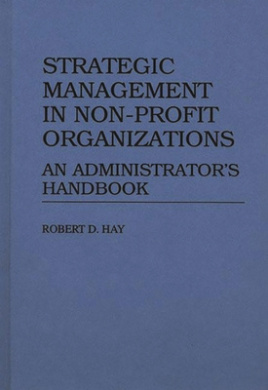 STRATEGIC
MANAGEMENT
IN NON-PROFIT
ORGANIZATIONS
AN ADMINISTRATOR'S
HANDBOOK
ROBERT D. HAY